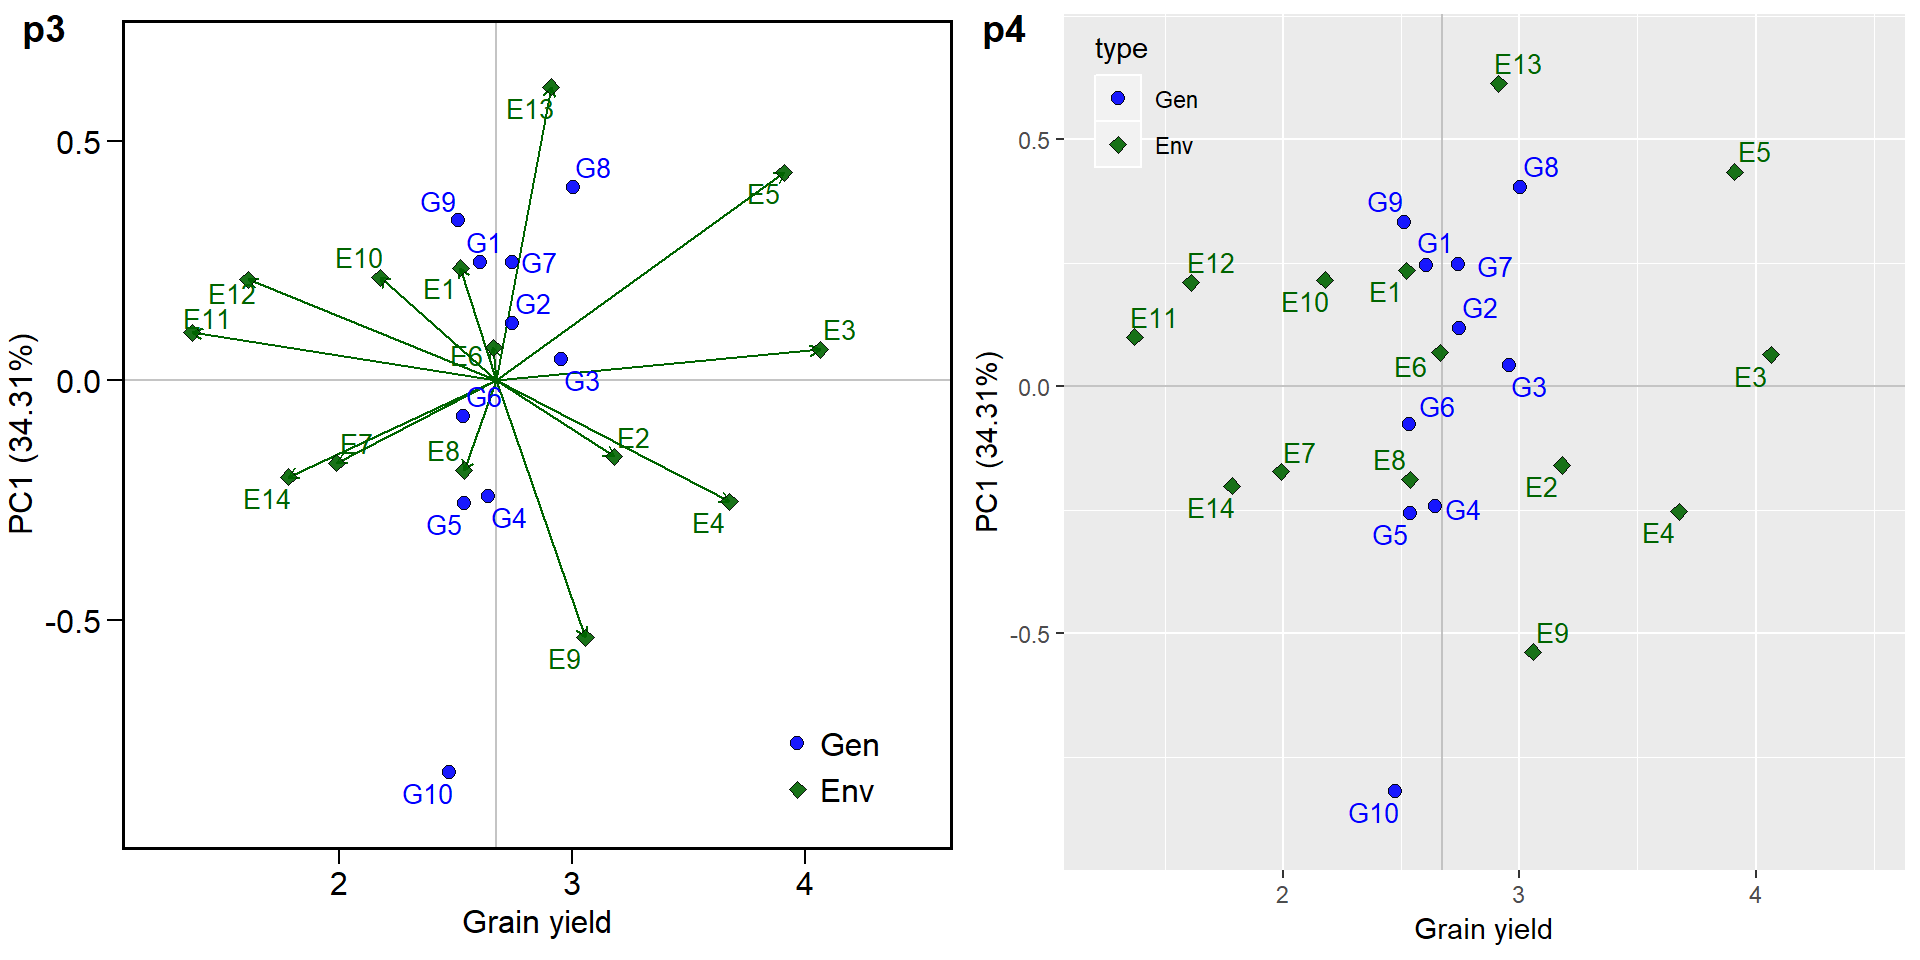 p3
E13
G8
E5
G9
G1
G7
E10
E1
E12
G2
E11
E3
E6
G3
G6
E7
E2
E8
E14
G4
G5
E4
E9
G10
Gen
Env
0.5
0.0
-0.5
PC1 (34.31%)
2 3 4
Grain yield
p4
type
Gen
Env
E13
E5
G8
G9
G1
E12
G7
E1
E10
G2
E11
E6
E3
G3
G6
E7
E8
E2
E14
G4
G5
E4
E9
G10
0.5
0.0
-0.5
PC1 (34.31%)
2 3 4
Grain yield